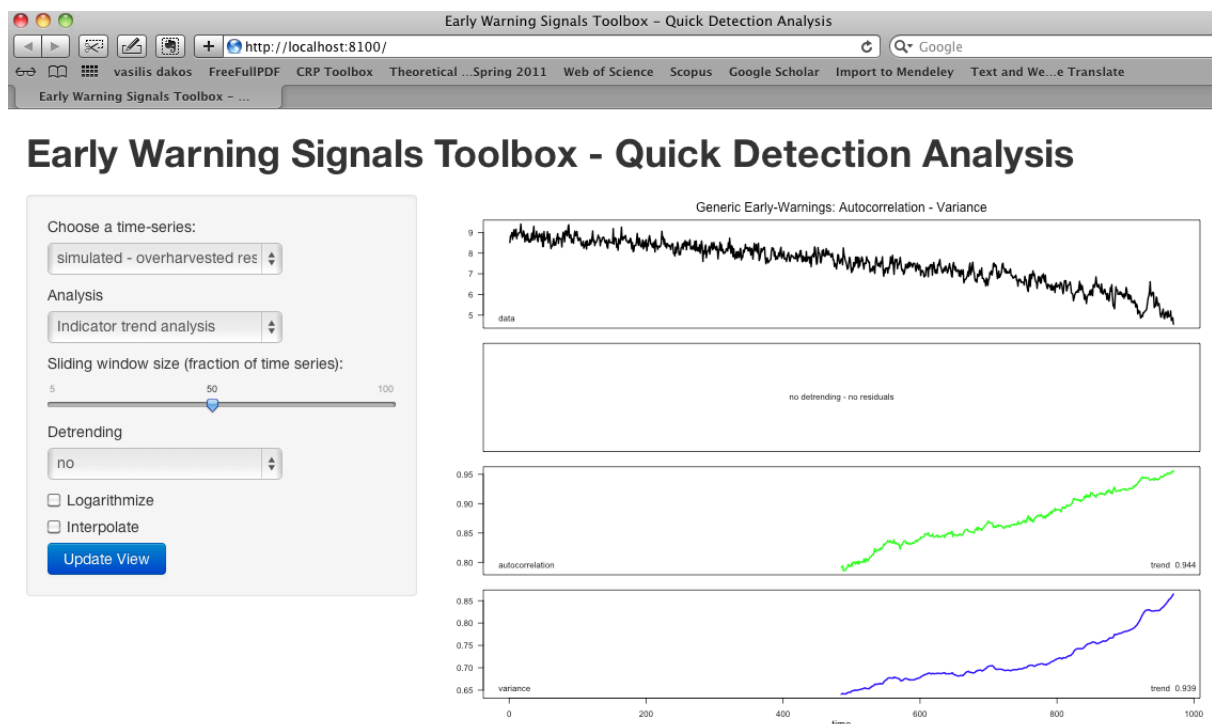 Early Warning Signals Toolbox – Quick Detection Analysis
http://localhost:8100/
Google
vasilis dakos FreeFullPDF CRP Toolbox Theoretical ...Spring 2011 Web of Science Scopus Google Scholar Import to Mendeley Text and We...e Translate
Early Warning Signals Toolbox – ...
Early Warning Signals Toolbox - Quick Detection Analysis
Choose a time-series:
simulated - overharvested res
Analysis
Indicator trend analysis
Sliding window size (fraction of time series):
5 50 100
Detrending
no
Logarithmize
Interpolate
Update View
Generic Early-Warnings: Autocorrelation - Variance
9
8
7
6
5
data
no detrending - no residuals
0.95
0.90
0.85
0.80
autocorrelation
trend 0.944
0.85
0.80
0.75
0.70
0.65
variance
trend 0.939
0 200 400 600 800 1000
time